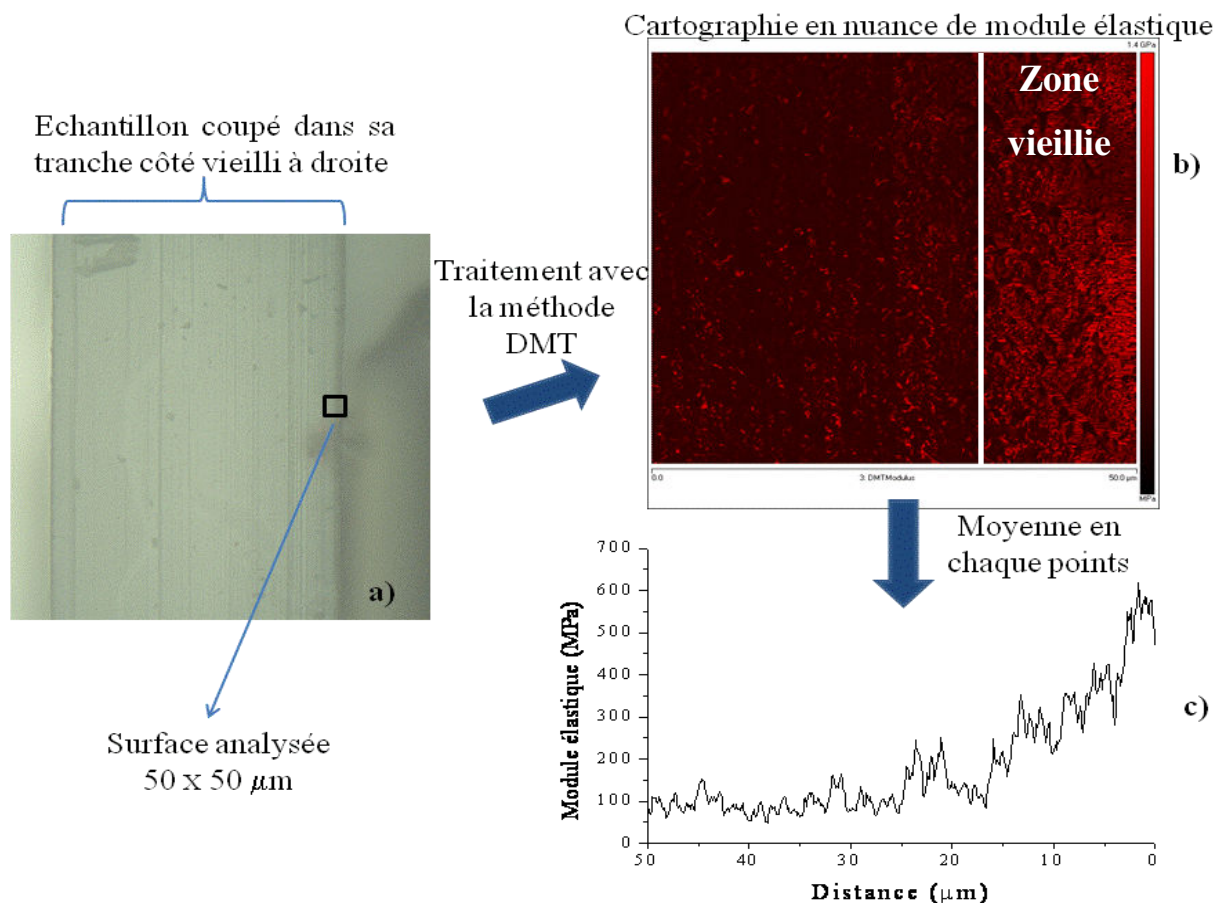 Cartographie en nuance de module élastique
1.4 GPa
Zone
vieillie
b)
MPa
0.0
3: DMTModulus
50.0 µm
Echantillon coupé dans sa
tranche côté vieilli à droite
a)
Traitement avec
la méthode
DMT
Surface analysée
50 x 50 µm
Moyenne en
chaque points
c)
Module élastique (MPa)
700
600
500
400
300
200
100
0
50
40
30
20
10
0
Distance (µm)